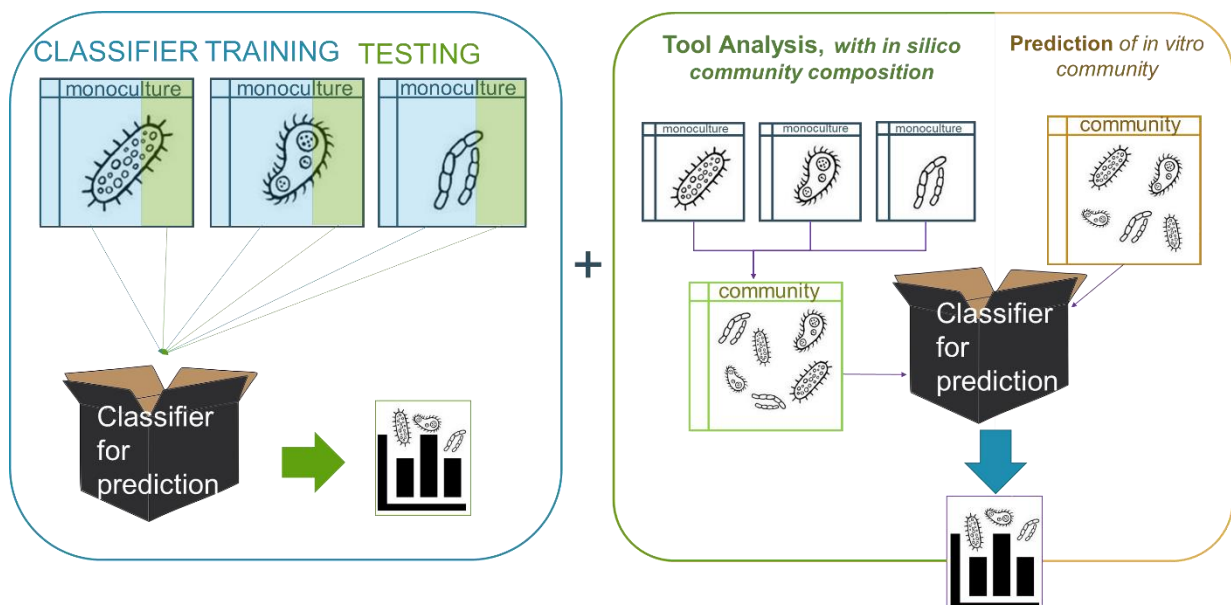 CLASSIFIER TRAINING TESTING
monoculture
monoculture
monoculture
Classifier
for
prediction
+
Tool Analysis, with in silico
community composition
Prediction of in vitro
community
monoculture
monoculture
monoculture
community
community
Classifier
for
prediction